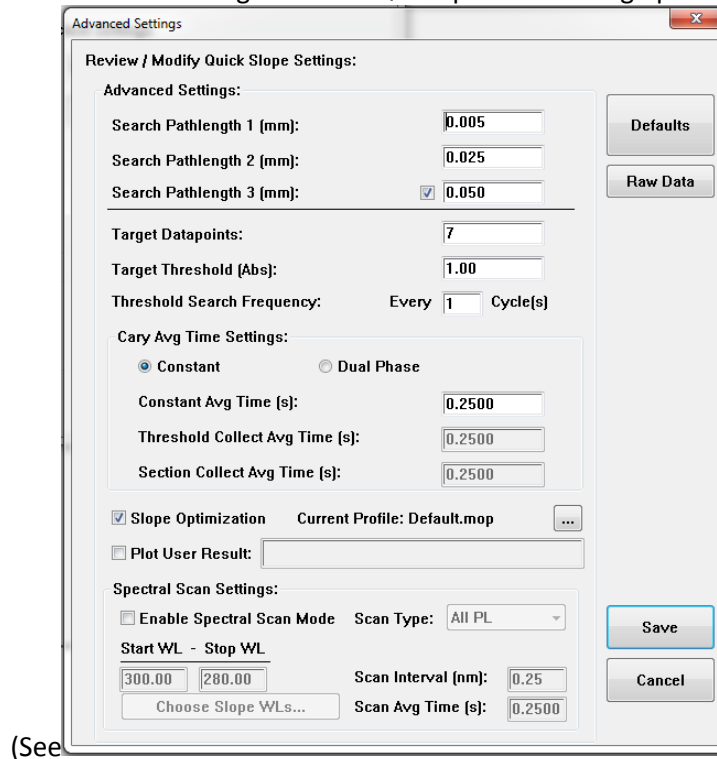 Advanced Settings
Review / Modify Quick Slope Settings:
Advanced Settings:
Search Pathlength 1 (mm): 0.005
Defaults
Search Pathlength 2 (mm): 0.025
Search Pathlength 3 (mm): 0.050
Raw Data
Target Datapoints: 7
Target Threshold (Abs): 1.00
Threshold Search Frequency: Every 1 Cycle(s)
Cary Avg Time Settings:
Constant Dual Phase
Constant Avg Time (s): 0.2500
Threshold Collect Avg Time (s): 0.2500
Section Collect Avg Time (s): 0.2500
Slope Optimization Current Profile: Default.mop ...
Plot User Result:
Spectral Scan Settings:
Enable Spectral Scan Mode Scan Type: All PL
Save
Start WL - Stop WL
300.00 280.00 Scan Interval (nm): 0.25
Cancel
Choose Slope WLs... Scan Avg Time (s): 0.2500
(See